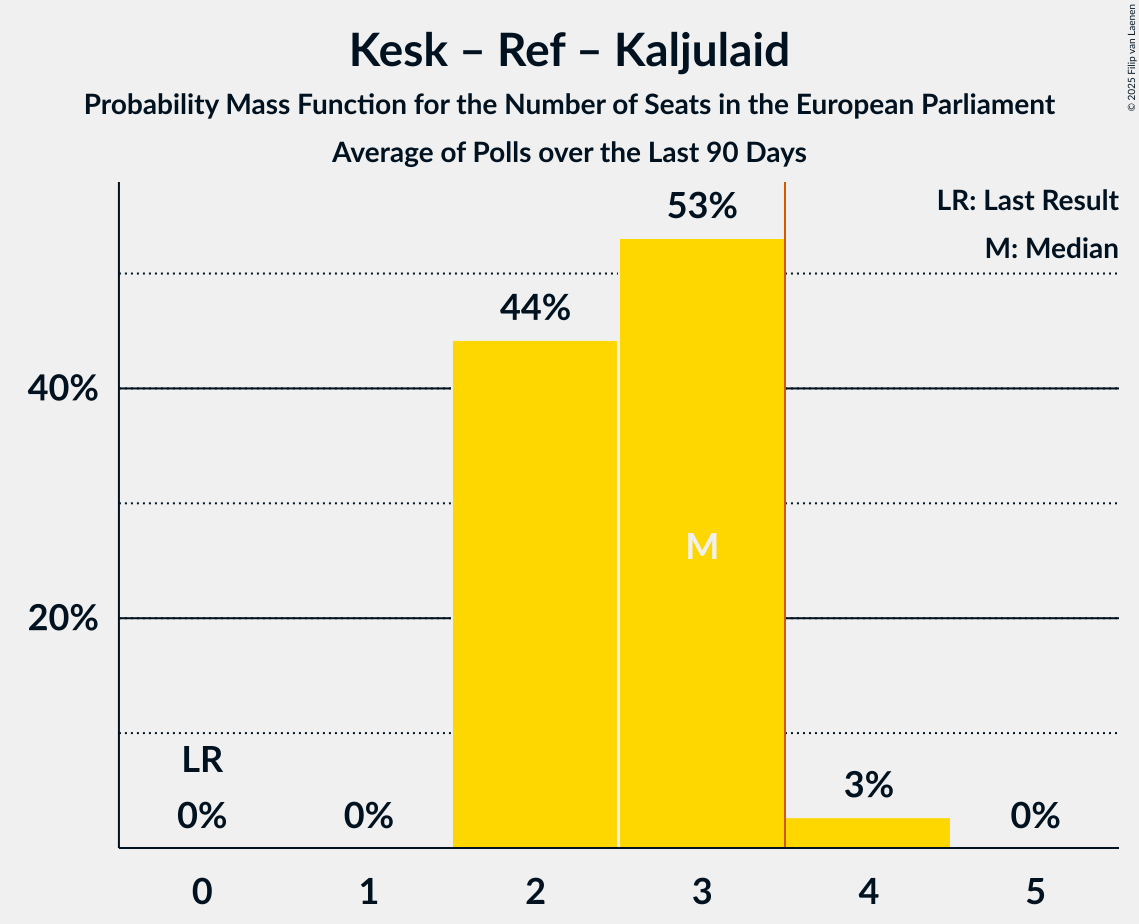 Kesk – Ref – Kaljulaid
Probability Mass Function for the Number of Seats in the European Parliament
Average of Polls over the Last 90 Days
© 2025 Filip van Laenen
LR: Last Result
M: Median
53%
44%
40%
M
20%
LR
0%
0%
3%
0%
0
1
2
3
4
5